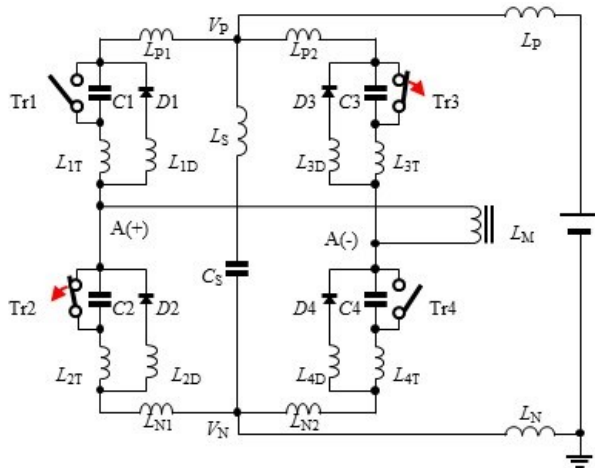 LP1 VP LP2 LP
Tr1 C1 D1 D3 C3 Tr3
LS
L1T L1D L3D L3T
A(+) A(-) LM
CS
Tr2 C2 D2 D4 C4 Tr4
L2T L2D L4D L4T
LN1 VN LN2 LN